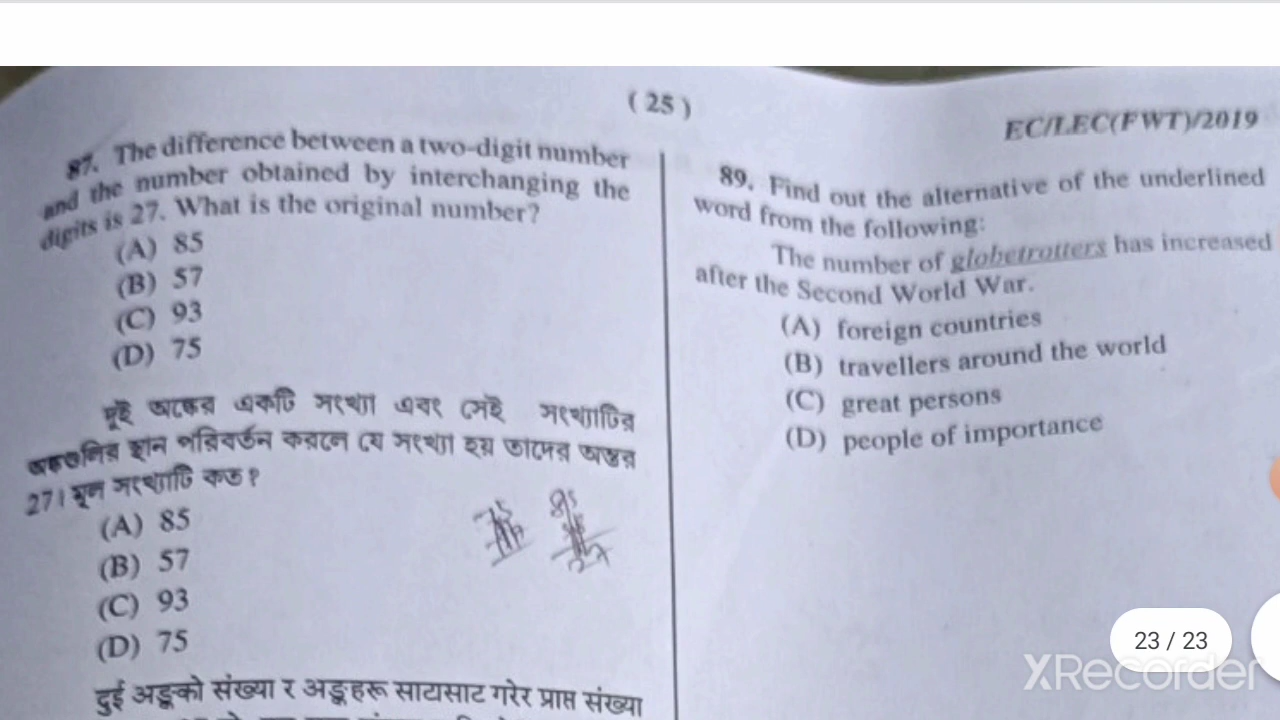 ( 25 )
EC/LEC(FWT)/2019
87. The difference between a two-digit number
and the number obtained by interchanging the
digits is 27. What is the original number?
(A) 85
(B) 57
(C) 93
(D) 75
দুই অঙ্কের একটি সংখ্যা এবং সেই সংখ্যাটির
অঙ্কগুলির স্থান পরিবর্তন করলে যে সংখ্যা হয় তাদের অন্তর
27। মূল সংখ্যাটি কত?
(A) 85
(B) 57
(C) 93
(D) 75
दुई अङ्कको संख्या र अङ्कहरू साटासाट गरेर प्राप्त संख्या
89. Find out the alternative of the underlined
word from the following:
The number of globetrotters has increased
after the Second World War.
(A) foreign countries
(B) travellers around the world
(C) great persons
(D) people of importance
85
27
23 / 23
XRecorder